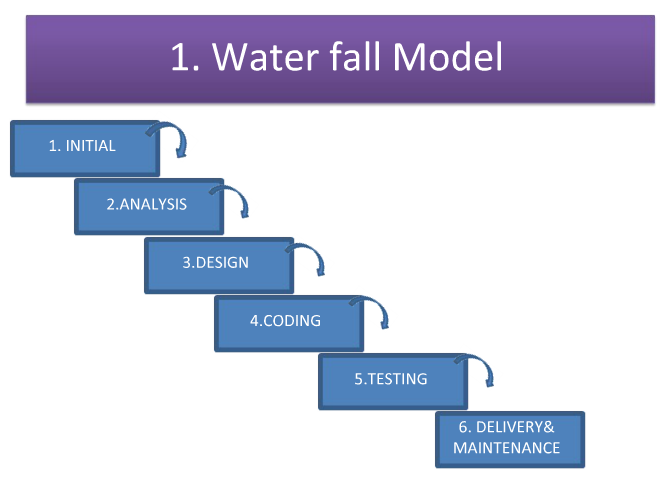 1. Water fall Model
1. INITIAL
2.ANALYSIS
3.DESIGN
4.CODING
5.TESTING
6. DELIVERY&
MAINTENANCE